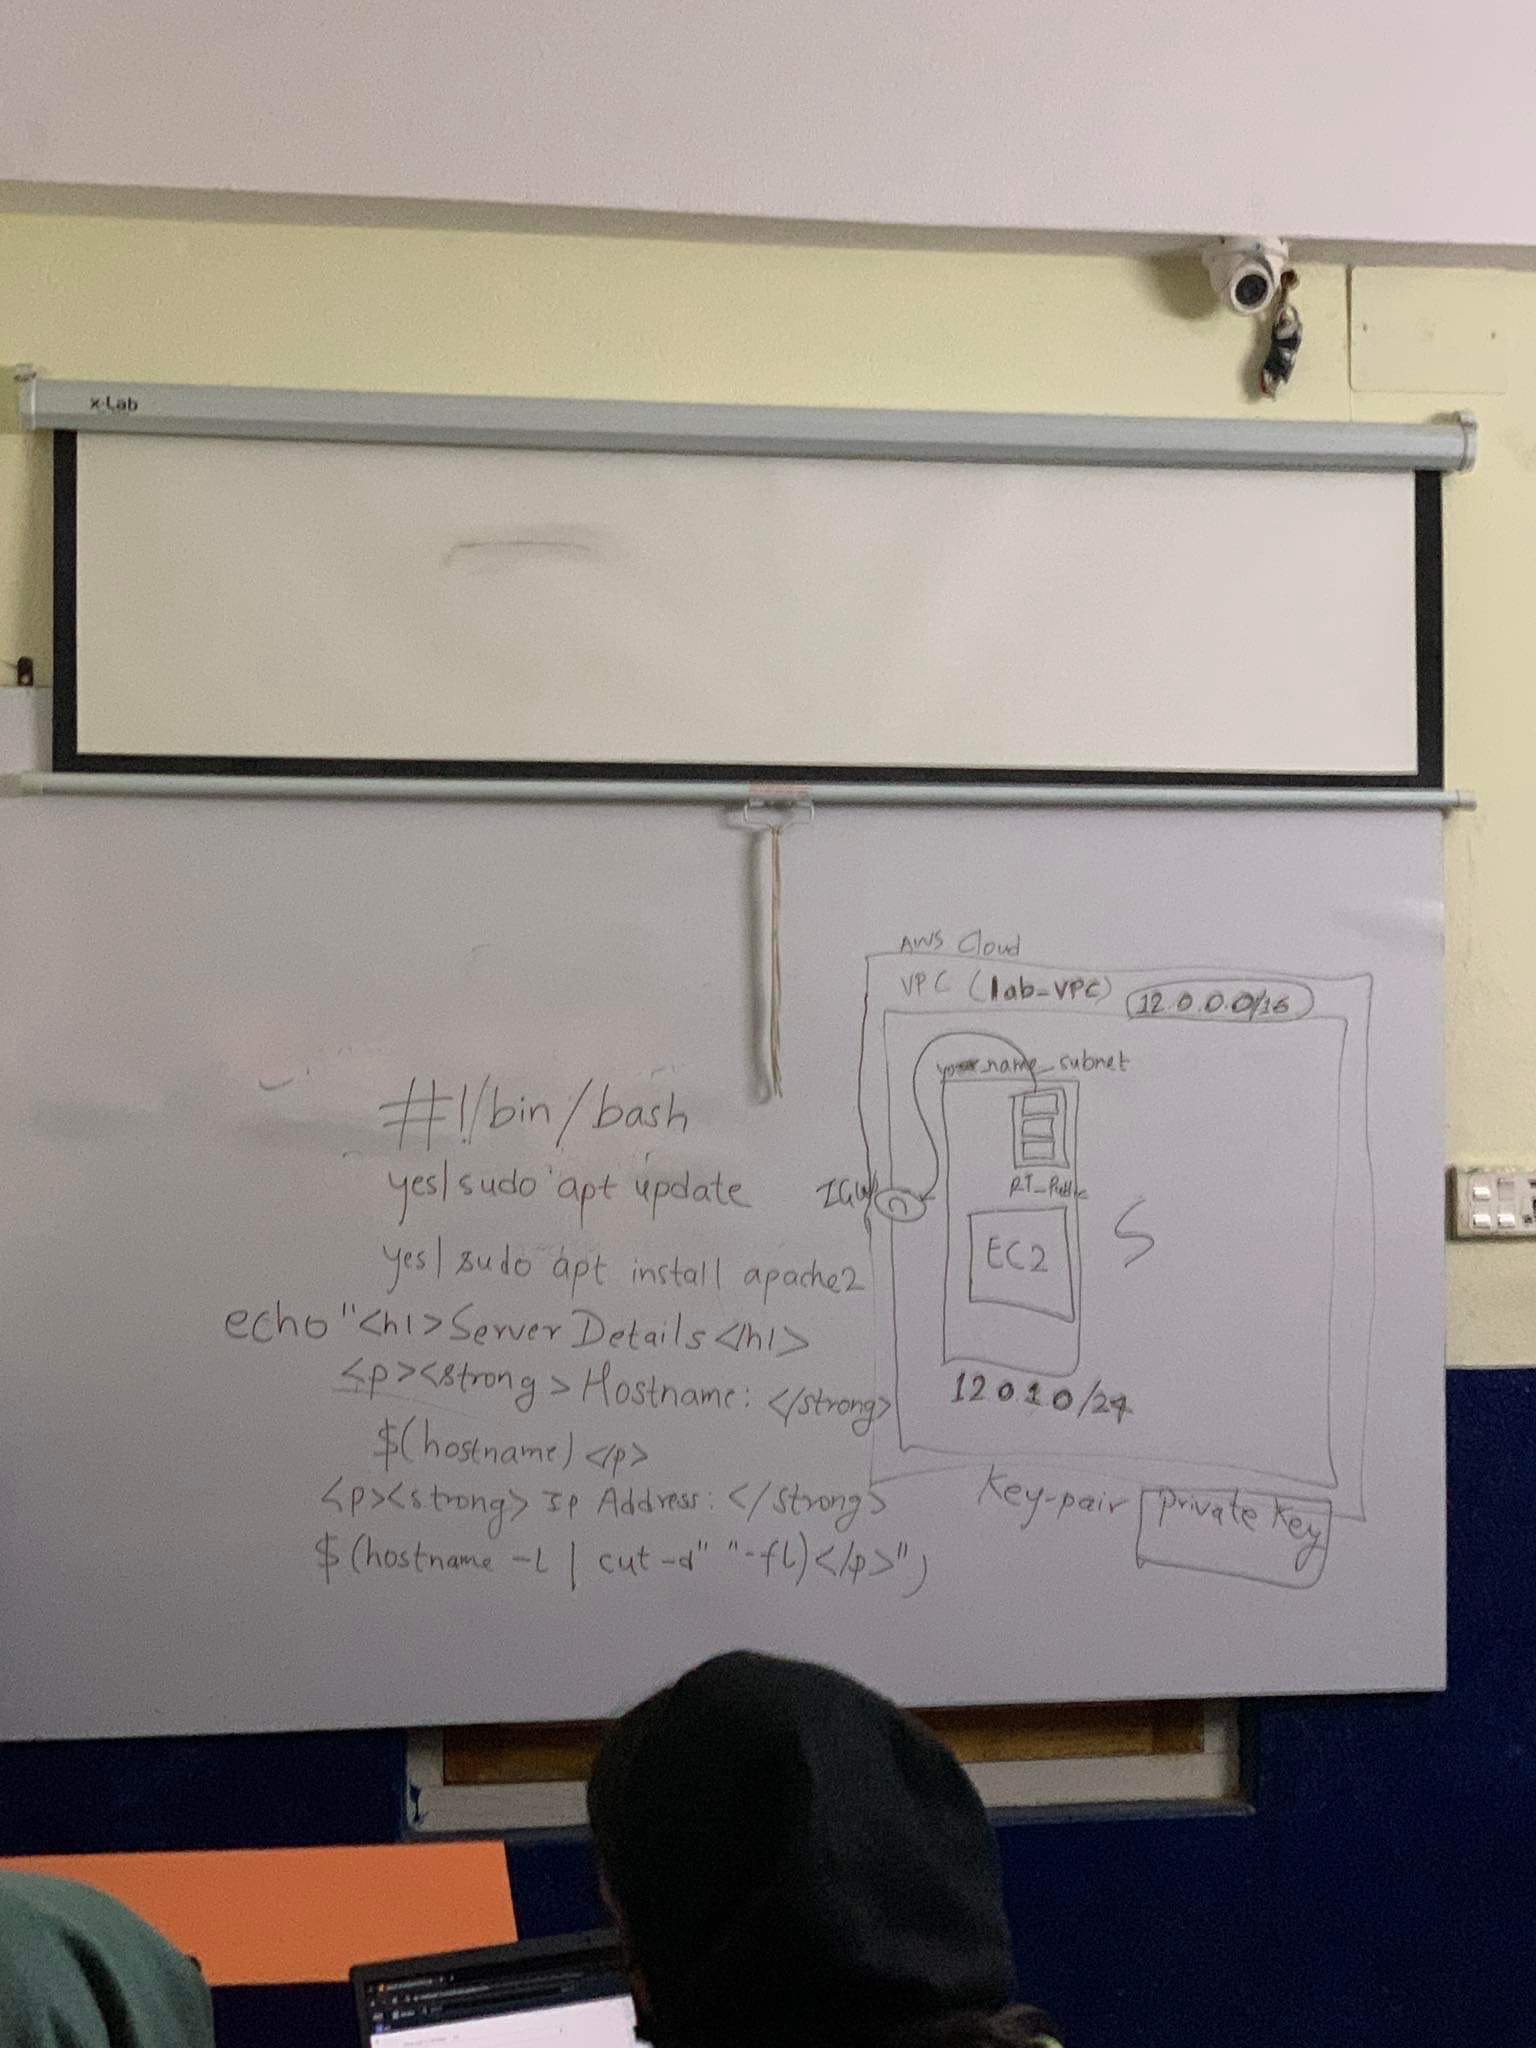 x-Lab
#!/bin/bash
yes|sudo apt update
yes|sudo apt install apache2
echo "<h1>Server Details</h1>
<p><strong>Hostname: </strong>
$(hostname)</p>
<p><strong> Ip Address: </strong>
$(hostname -I | cut -d" " -f1)</p>"
AWS Cloud
VPC (lab-VPC) 12.0.0.0/16
your_name_subnet
RT_Public
IGW
EC2
S
12.0.1.0/24
Key-pair Private Key